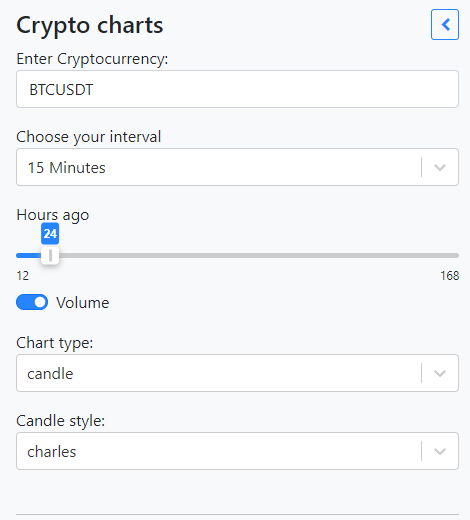 Crypto charts
Enter Cryptocurrency:
BTCUSDT
Choose your interval
15 Minutes
Hours ago
24
12 168
Volume
Chart type:
candle
Candle style:
charles